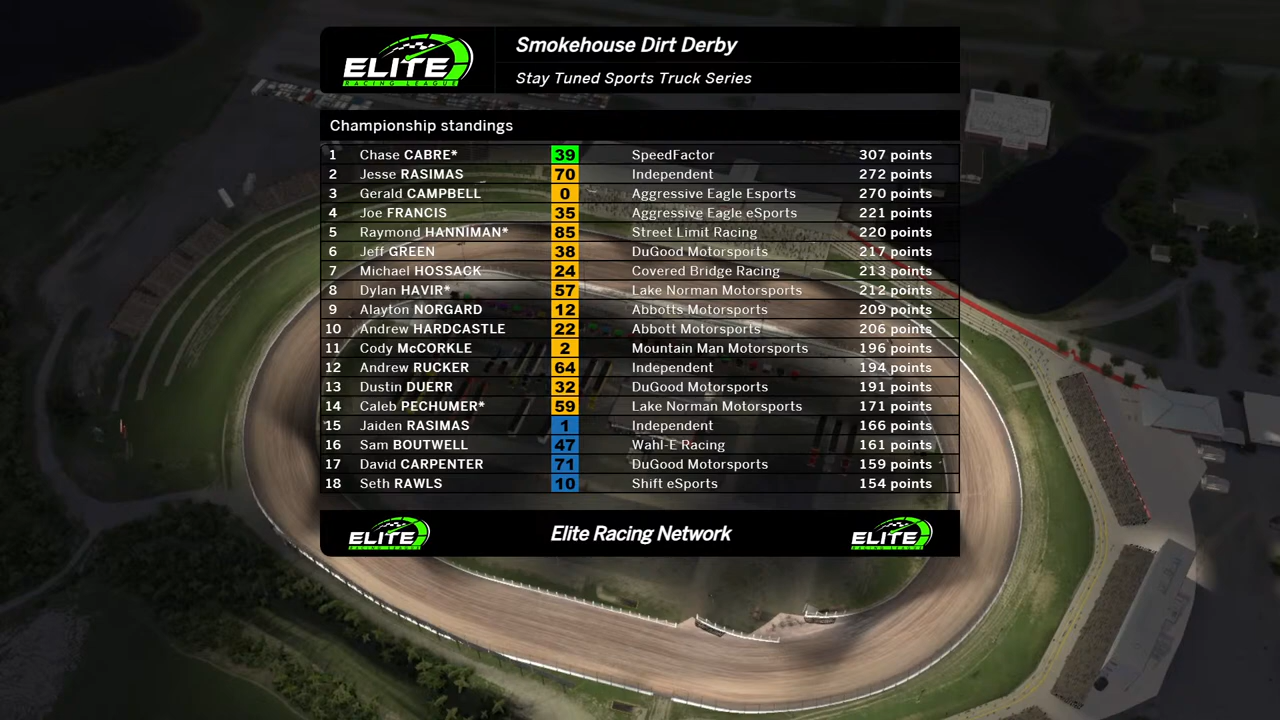 ELITE
RACING LEAGUE
Smokehouse Dirt Derby
Stay Tuned Sports Truck Series
Championship standings
1 Chase CABRE* 39 SpeedFactor 307 points
2 Jesse RASIMAS 70 Independent 272 points
3 Gerald CAMPBELL 0 Aggressive Eagle Esports 270 points
4 Joe FRANCIS 35 Aggressive Eagle eSports 221 points
5 Raymond HANNIMAN* 85 Street Limit Racing 220 points
6 Jeff GREEN 38 DuGood Motorsports 217 points
7 Michael HOSSACK 24 Covered Bridge Racing 213 points
8 Dylan HAVIR* 57 Lake Norman Motorsports 212 points
9 Alayton NORGARD 12 Abbotts Motorsports 209 points
10 Andrew HARDCASTLE 22 Abbott Motorsports 206 points
11 Cody McCORKLE 2 Mountain Man Motorsports 196 points
12 Andrew RUCKER 64 Independent 194 points
13 Dustin DUERR 32 DuGood Motorsports 191 points
14 Caleb PECHUMER* 59 Lake Norman Motorsports 171 points
15 Jaiden RASIMAS 1 Independent 166 points
16 Sam BOUTWELL 47 Wahl-E Racing 161 points
17 David CARPENTER 71 DuGood Motorsports 159 points
18 Seth RAWLS 10 Shift eSports 154 points
ELITE
RACING LEAGUE
Elite Racing Network
ELITE
RACING LEAGUE